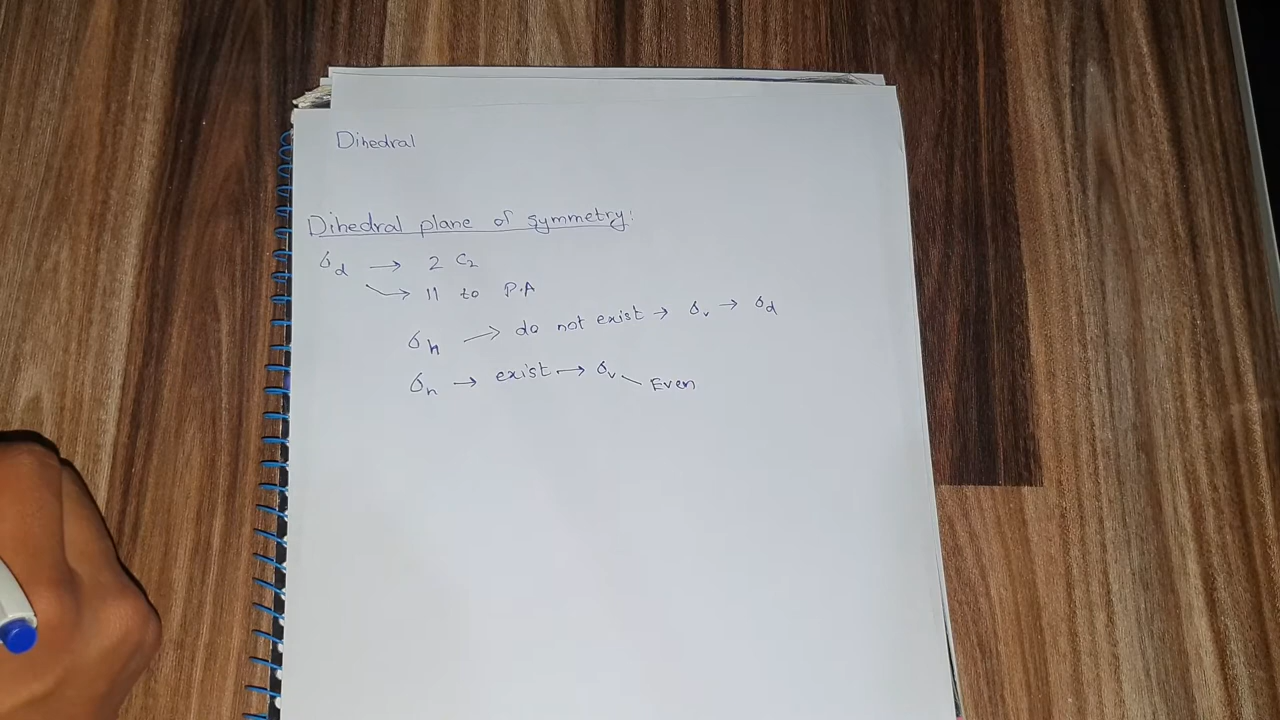 Dihedral
Dihedral plane of symmetry:
σd → 2 C2
→ 11 to P.A
σh → do not exist → σv → σd
σh → exist → σv Even